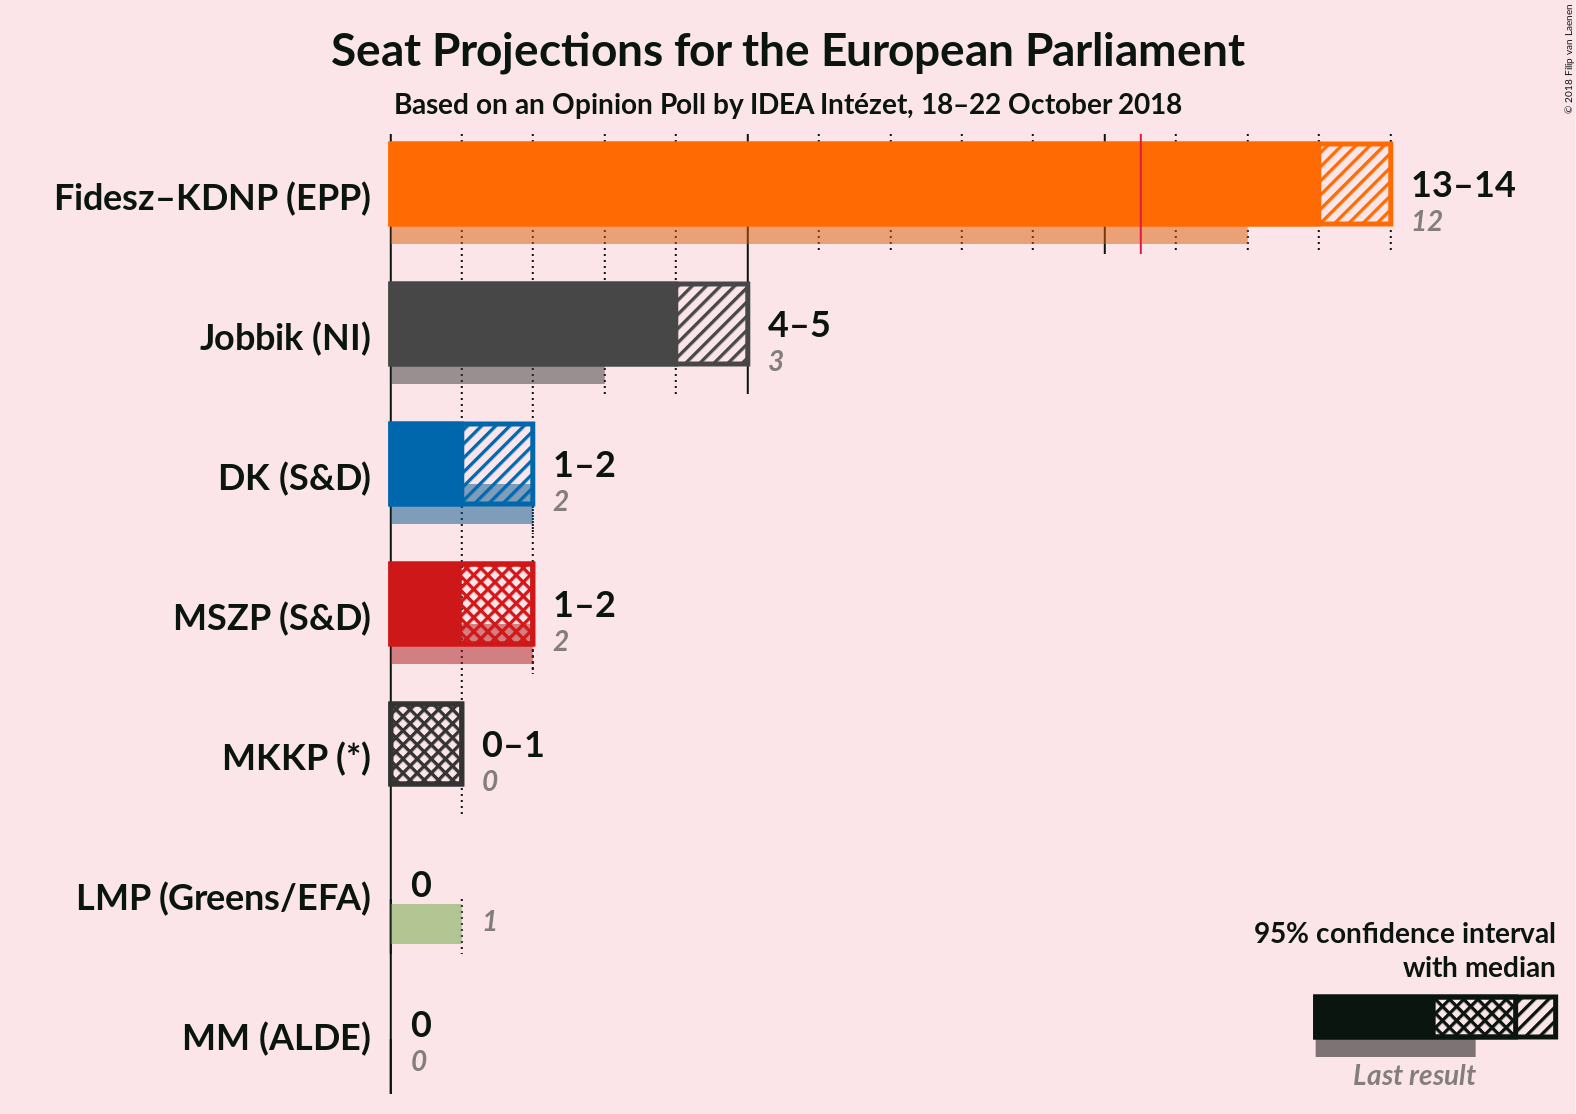 Seat Projections for the European Parliament
Based on an Opinion Poll by IDEA Intézet, 18–22 October 2018
© 2018 Filip van Laenen
Fidesz–KDNP (EPP)
13–14
12
Jobbik (NI)
4–5
3
DK (S&D)
1–2
2
MSZP (S&D)
1–2
2
MKKP (*)
0–1
0
LMP (Greens/EFA)
0
1
MM (ALDE)
0
0
95% confidence interval
with median
Last result